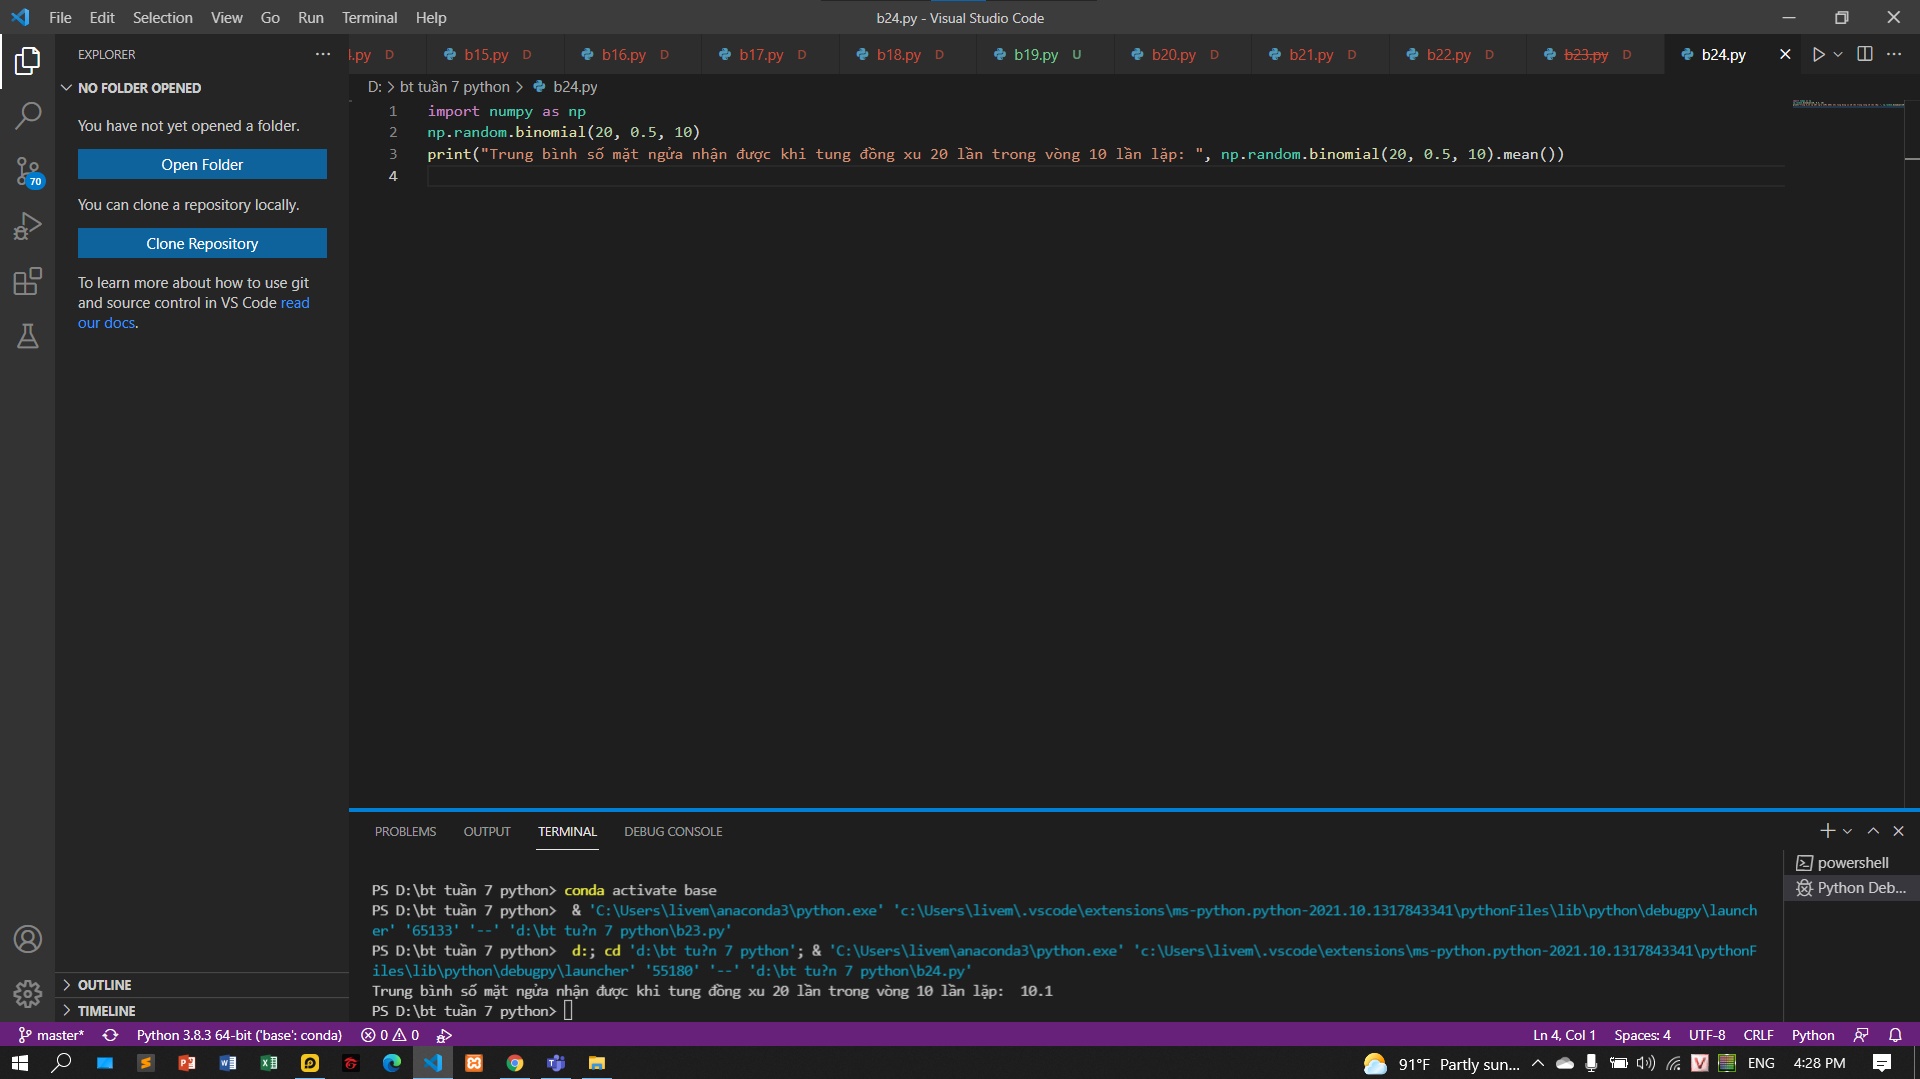 File Edit Selection View Go Run Terminal Help
b24.py - Visual Studio Code
EXPLORER
.py D b15.py D b16.py D b17.py D b18.py D b19.py U b20.py D b21.py D b22.py D b23.py D b24.py
NO FOLDER OPENED
You have not yet opened a folder.
Open Folder
You can clone a repository locally.
Clone Repository
To learn more about how to use git
and source control in VS Code read
our docs.
70
D: > bt tuần 7 python > b24.py
1 import numpy as np
2 np.random.binomial(20, 0.5, 10)
3 print("Trung bình số mặt ngửa nhận được khi tung đồng xu 20 lần trong vòng 10 lần lặp: ", np.random.binomial(20, 0.5, 10).mean())
4
PROBLEMS OUTPUT TERMINAL DEBUG CONSOLE
powershell
Python Deb...
PS D:\bt tuần 7 python> conda activate base
PS D:\bt tuần 7 python>  & 'C:\Users\livem\anaconda3\python.exe' 'c:\Users\livem\.vscode\extensions\ms-python.python-2021.10.1317843341\pythonFiles\lib\python\debugpy\launch
er' '65133' '--' 'd:\bt tu?n 7 python\b23.py'
PS D:\bt tuần 7 python>  d:; cd 'd:\bt tu?n 7 python'; & 'C:\Users\livem\anaconda3\python.exe' 'c:\Users\livem\.vscode\extensions\ms-python.python-2021.10.1317843341\pythonF
iles\lib\python\debugpy\launcher' '55180' '--' 'd:\bt tu?n 7 python\b24.py'
Trung bình số mặt ngửa nhận được khi tung đồng xu 20 lần trong vòng 10 lần lặp:  10.1
PS D:\bt tuần 7 python>
OUTLINE
TIMELINE
master* Python 3.8.3 64-bit ('base': conda) 0 0 Ln 4, Col 1 Spaces: 4 UTF-8 CRLF Python
91°F Partly sun... ENG 4:28 PM